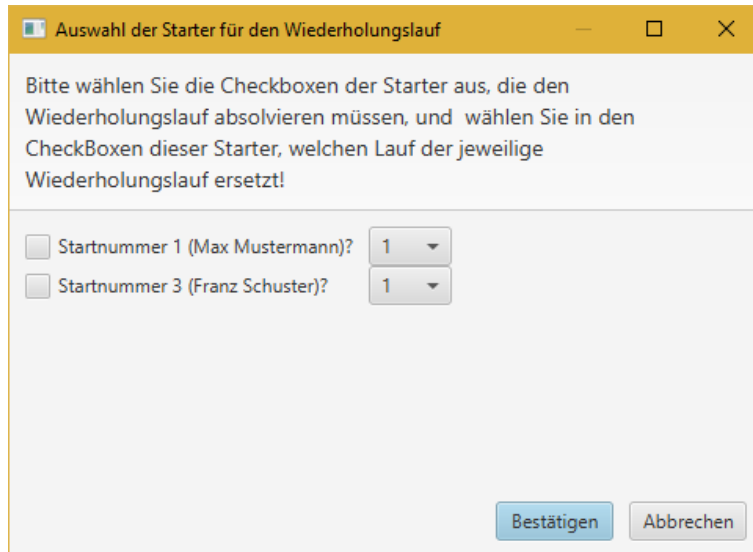 Auswahl der Starter für den Wiederholungslauf
Bitte wählen Sie die Checkboxen der Starter aus, die den
Wiederholungslauf absolvieren müssen, und  wählen Sie in den
CheckBoxen dieser Starter, welchen Lauf der jeweilige
Wiederholungslauf ersetzt!
Startnummer 1 (Max Mustermann)? 1
Startnummer 3 (Franz Schuster)? 1
Bestätigen Abbrechen